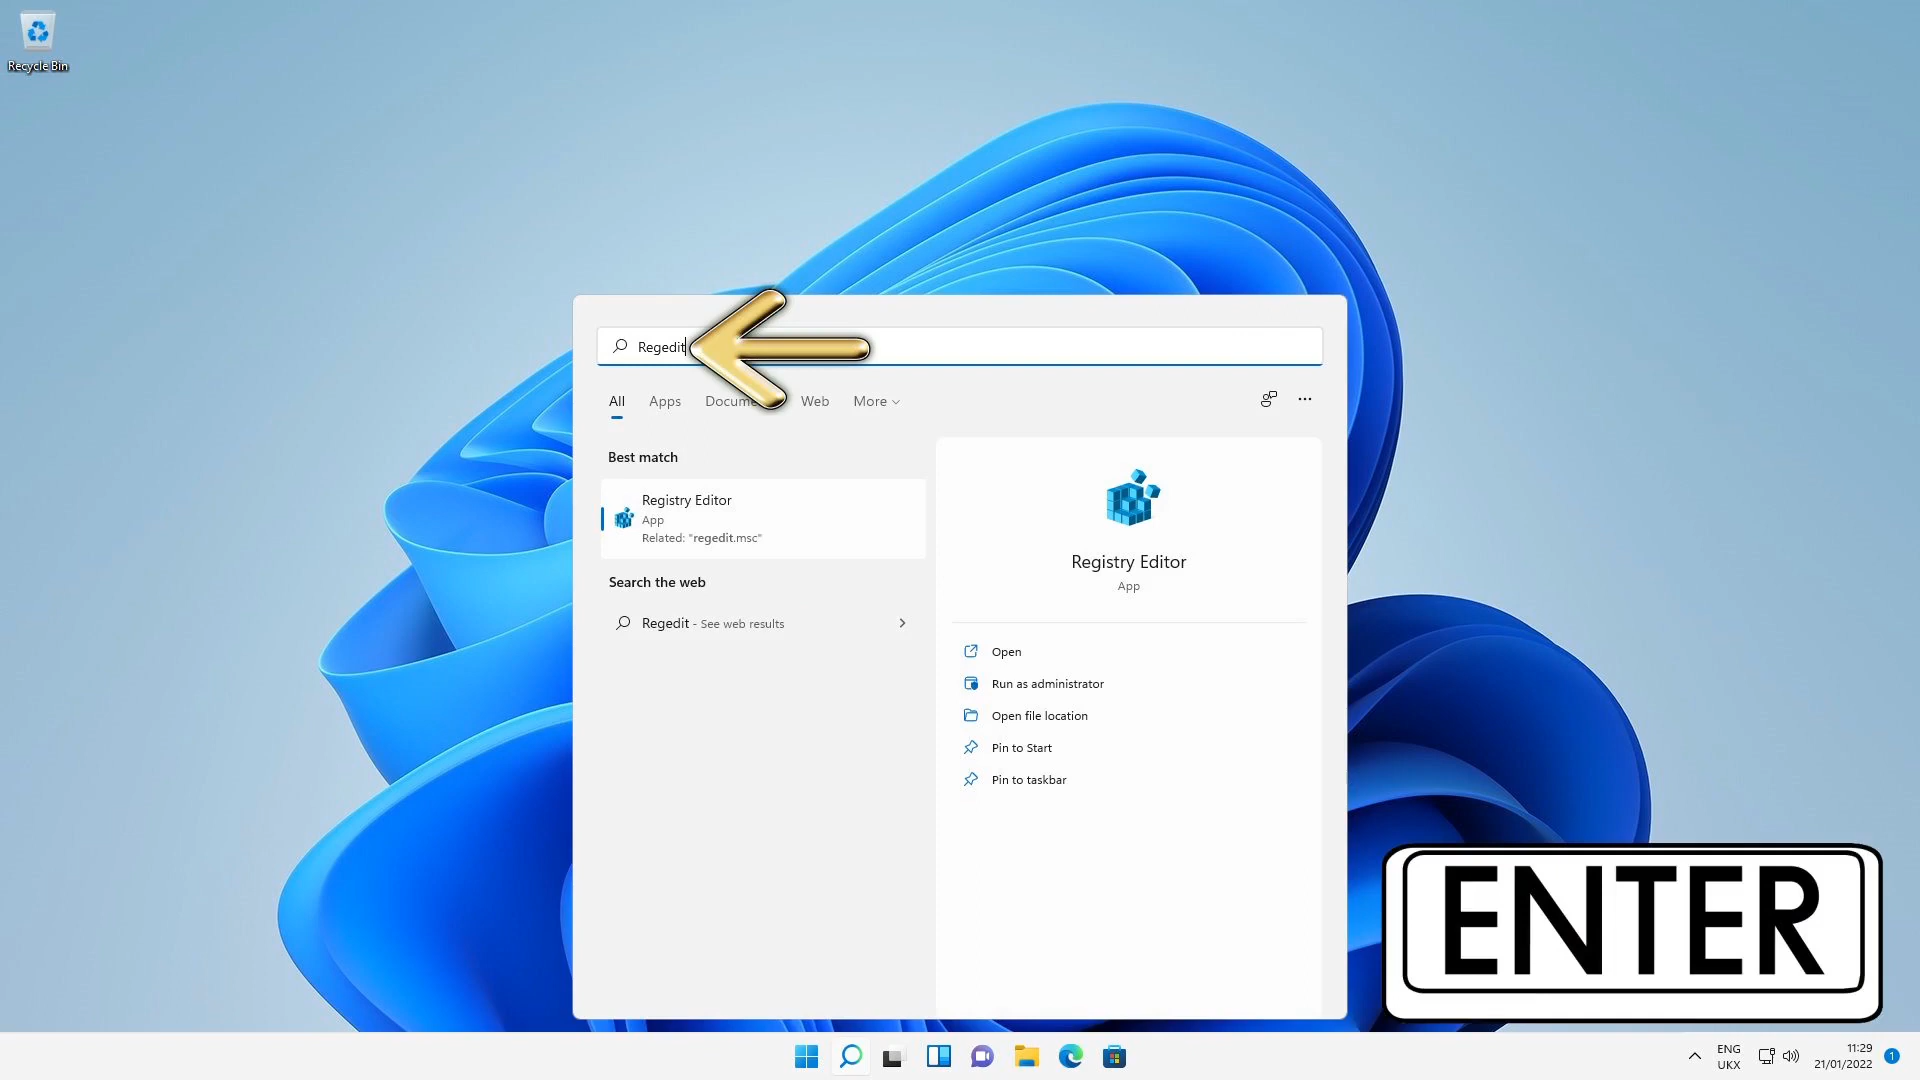 Recycle Bin
Regedit
All Apps Docume Web More
Best match
Registry Editor
App
Related: "regedit.msc"
Search the web
Regedit - See web results
Registry Editor
App
Open
Run as administrator
Open file location
Pin to Start
Pin to taskbar
ENTER
ENG
UKX
11:29
21/01/2022
1